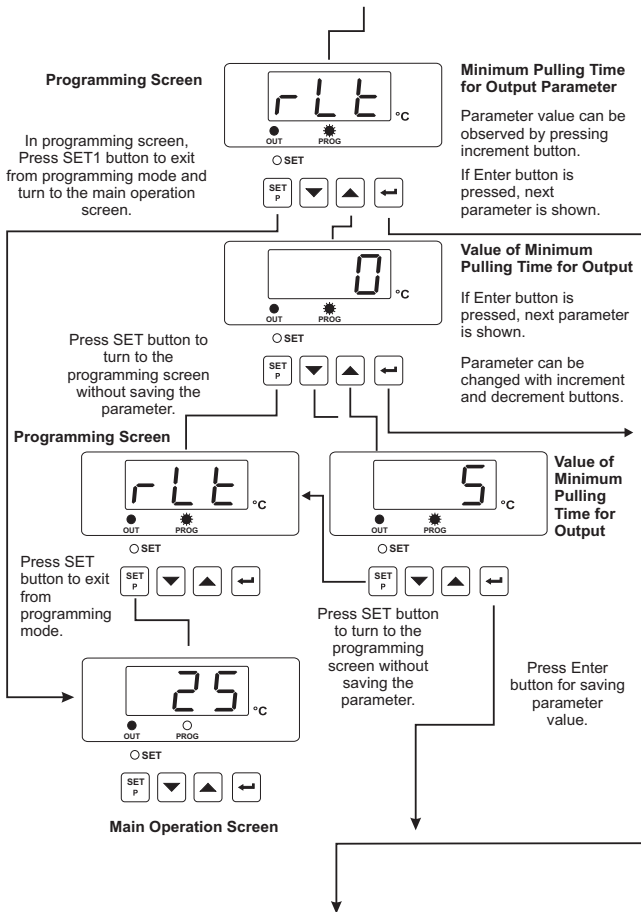 Programming Screen
rLt
°C
OUT
PROG
SET
SET
P
In programming screen,
Press SET1 button to exit
from programming mode and
turn to the main operation
screen.
Minimum Pulling Time
for Output Parameter
Parameter value can be
observed by pressing
increment button.
If Enter button is
pressed, next
parameter is shown.
0
°C
OUT
PROG
SET
SET
P
Value of Minimum
Pulling Time for Output
If Enter button is
pressed, next parameter
is shown.
Parameter can be
changed with increment
and decrement buttons.
Press SET button to
turn to the
programming screen
without saving the
parameter.
Programming Screen
rLt
°C
OUT
PROG
SET
SET
P
5
°C
OUT
PROG
SET
SET
P
Value of
Minimum
Pulling
Time for
Output
Press SET
button to exit
from
programming
mode.
Press SET button
to turn to the
programming
screen without
saving the
parameter.
Press Enter
button for saving
parameter
value.
25
°C
OUT
PROG
SET
SET
P
Main Operation Screen